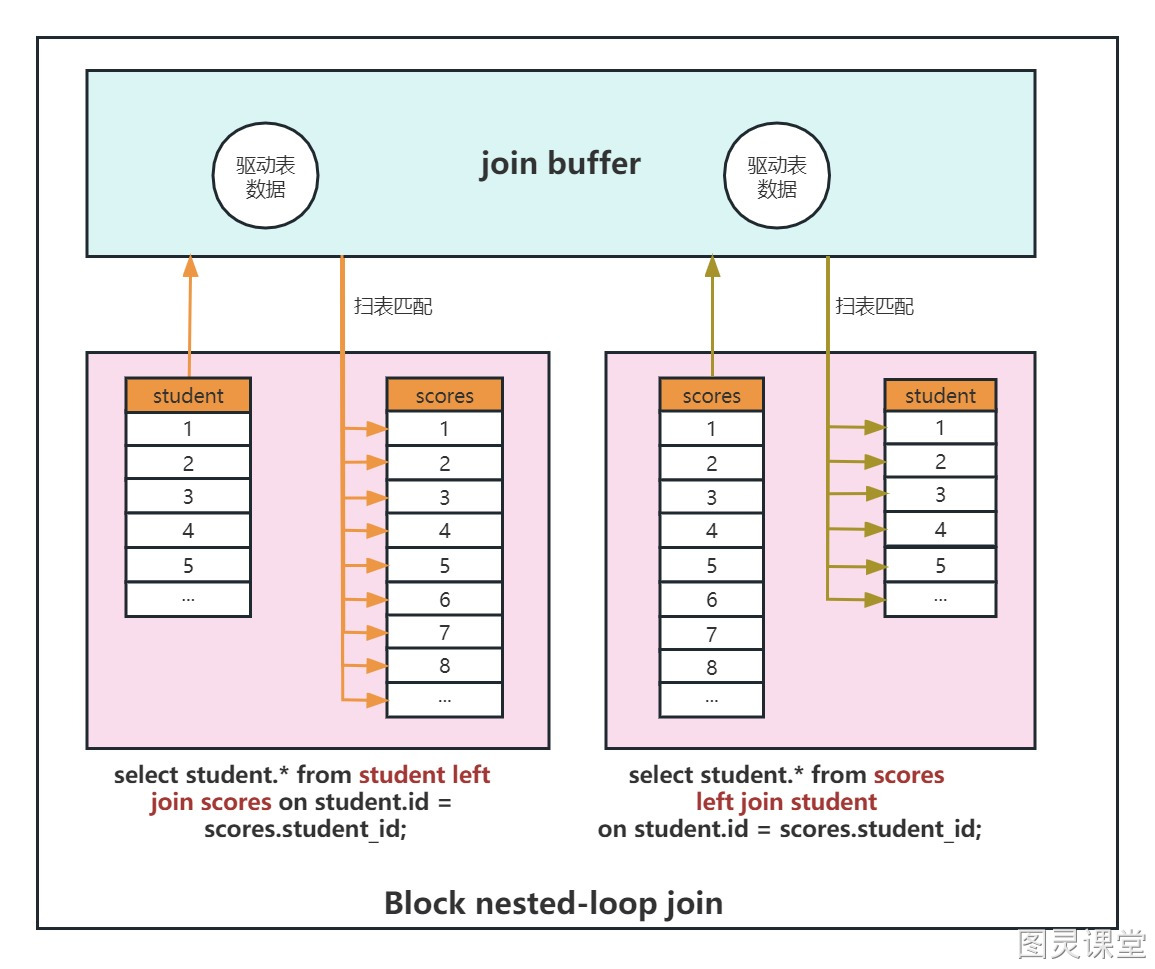 join buffer
驱动表
数据
驱动表
数据
扫表匹配
扫表匹配
student
1
2
3
4
5
...
scores
1
2
3
4
5
6
7
8
...
scores
1
2
3
4
5
6
7
8
...
student
1
2
3
4
5
...
select student.* from student left
join scores on student.id =
scores.student_id;
select student.* from scores
left join student
on student.id = scores.student_id;
Block nested-loop join
图灵课堂